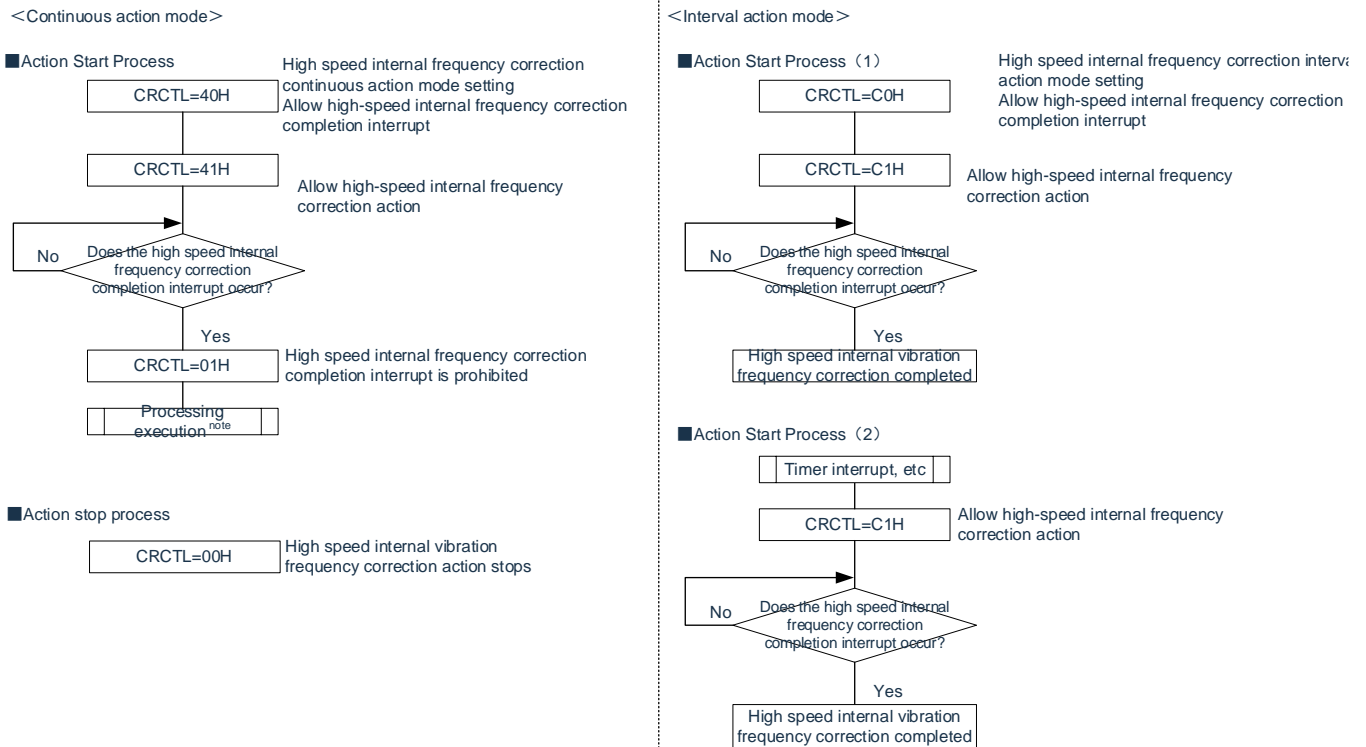 ＜Continuous action mode＞
■Action Start Process
CRCTL=40H
High speed internal frequency correction
continuous action mode setting
Allow high-speed internal frequency correction
completion interrupt
CRCTL=41H
Allow high-speed internal frequency
correction action
No
Does the high speed internal
frequency correction
completion interrupt occur?
Yes
CRCTL=01H
High speed internal frequency correction
completion interrupt is prohibited
Processing
execution note
■Action stop process
CRCTL=00H
High speed internal vibration
frequency correction action stops
＜Interval action mode＞
■Action Start Process（1）
CRCTL=C0H
High speed internal frequency correction interva
action mode setting
Allow high-speed internal frequency correction
completion interrupt
CRCTL=C1H
Allow high-speed internal frequency
correction action
No
Does the high speed internal
frequency correction
completion interrupt occur?
Yes
High speed internal vibration
frequency correction completed
■Action Start Process（2）
Timer interrupt, etc
CRCTL=C1H
Allow high-speed internal frequency
correction action
No
Does the high speed internal
frequency correction
completion interrupt occur?
Yes
High speed internal vibration
frequency correction completed